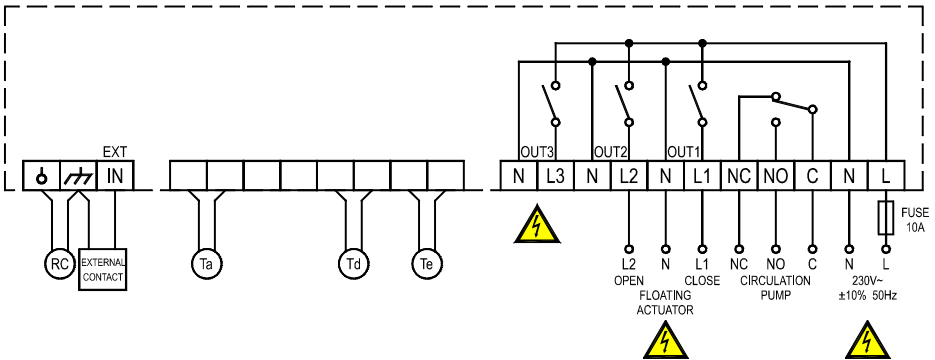 EXT
OUT3 OUT2 OUT1
IN N L3 N L2 N L1 NC NO C N L
FUSE
10A
RC EXTERNAL
CONTACT
Ta Td Te
L2 N L1 NC NO C N L
OPEN CLOSE CIRCULATION
PUMP
230V~
±10% 50Hz
FLOATING
ACTUATOR